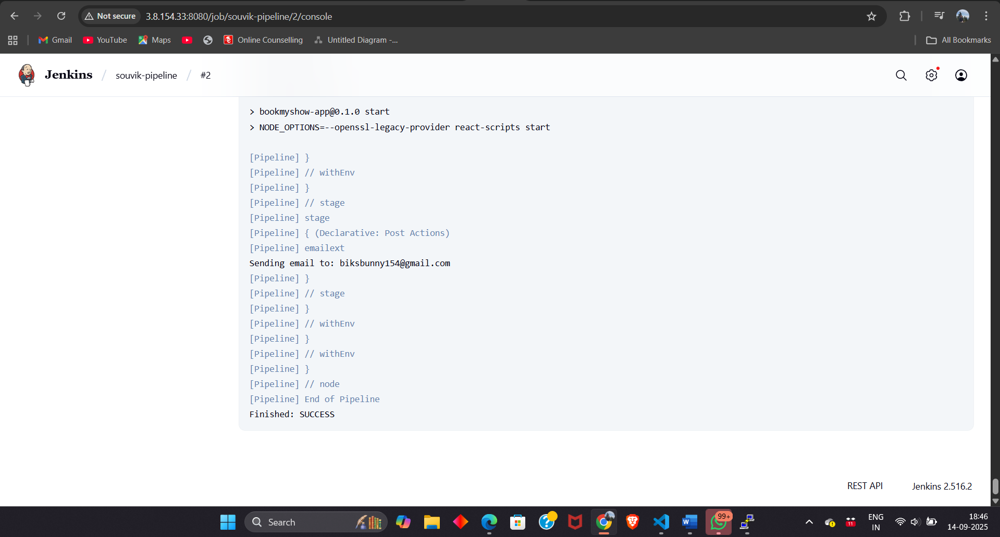 Not secure 3.8.154.33:8080/job/souvik-pipeline/2/console
Gmail YouTube Maps Online Counselling Untitled Diagram -... All Bookmarks
Jenkins / souvik-pipeline / #2
> bookmyshow-app@0.1.0 start
> NODE_OPTIONS=--openssl-legacy-provider react-scripts start
[Pipeline] }
[Pipeline] // withEnv
[Pipeline] }
[Pipeline] // stage
[Pipeline] stage
[Pipeline] { (Declarative: Post Actions)
[Pipeline] emailext
Sending email to: biksbunny154@gmail.com
[Pipeline] }
[Pipeline] // stage
[Pipeline] }
[Pipeline] // withEnv
[Pipeline] }
[Pipeline] // withEnv
[Pipeline] }
[Pipeline] // node
[Pipeline] End of Pipeline
Finished: SUCCESS
REST API Jenkins 2.516.2
Search
99+
11
ENG
IN
18:46
14-09-2025